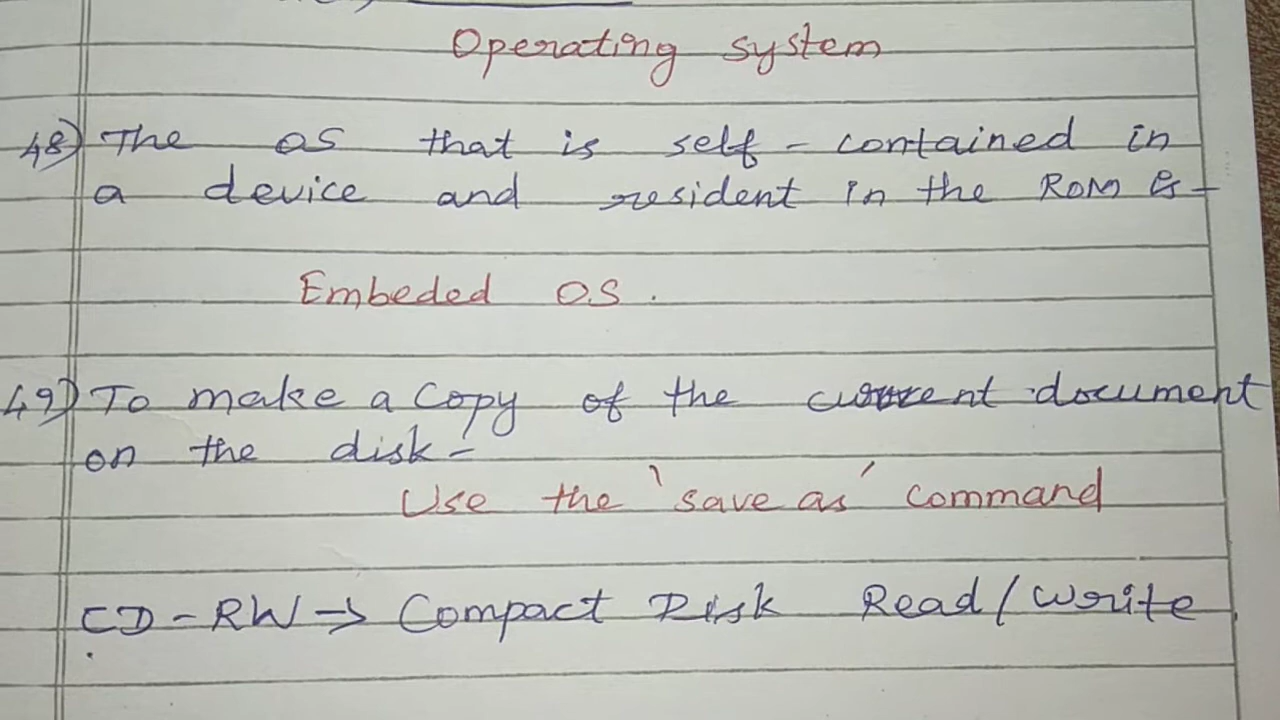 Operating system
48) The OS that is self-contained in
a device and resident in the ROM is-
Embeded O.S.
49) To make a copy of the current document
on the disk-
Use the 'save as' command
CD-RW→ Compact Disk Read/Write